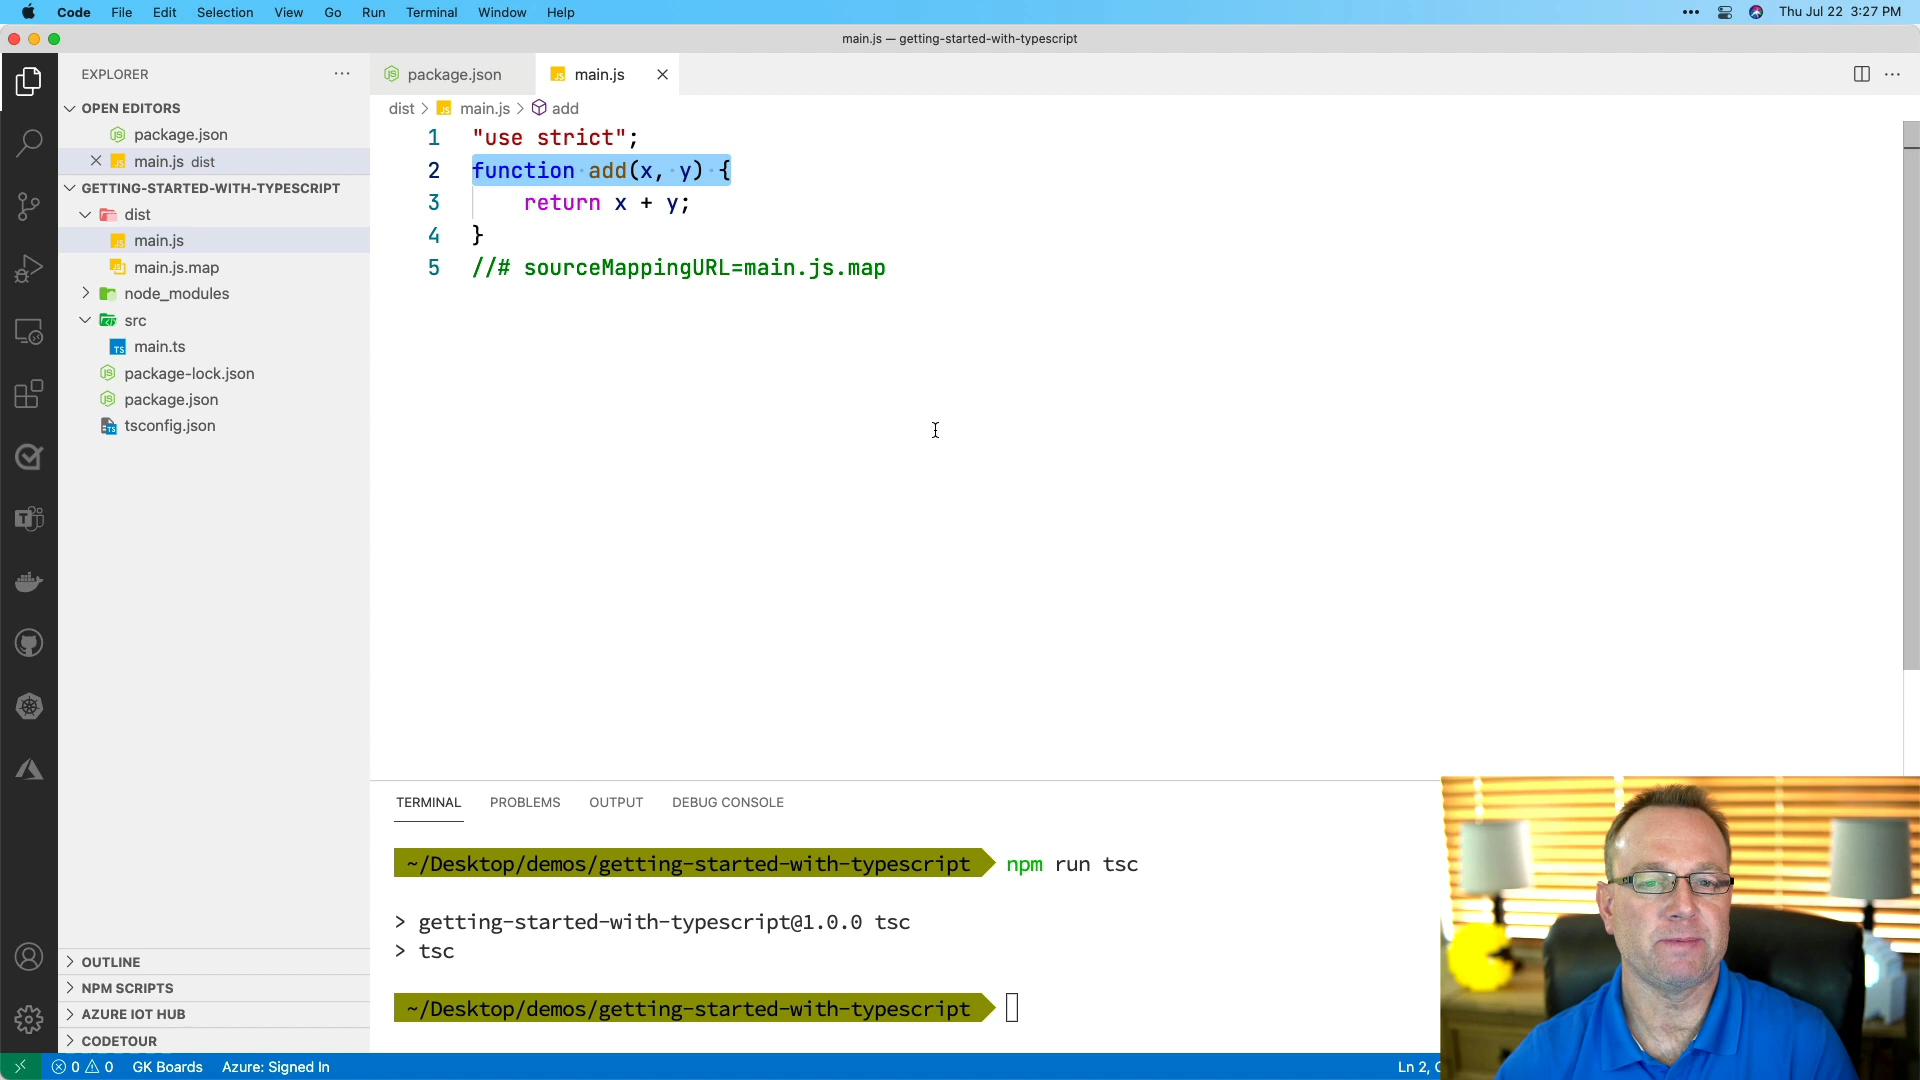 Code File Edit Selection View Go Run Terminal Window Help
Thu Jul 22 3:27 PM
main.js — getting-started-with-typescript
EXPLORER
OPEN EDITORS
package.json
main.js dist
GETTING-STARTED-WITH-TYPESCRIPT
dist
main.js
main.js.map
node_modules
src
main.ts
package-lock.json
package.json
tsconfig.json
OUTLINE
NPM SCRIPTS
AZURE IOT HUB
CODETOUR
package.json main.js
dist > main.js > add
1 "use strict";
2 function add(x, y) {
3 return x + y;
4 }
5 //# sourceMappingURL=main.js.map
TERMINAL PROBLEMS OUTPUT DEBUG CONSOLE
~/Desktop/demos/getting-started-with-typescript npm run tsc
> getting-started-with-typescript@1.0.0 tsc
> tsc
~/Desktop/demos/getting-started-with-typescript
0 0 GK Boards Azure: Signed In
Ln 2,